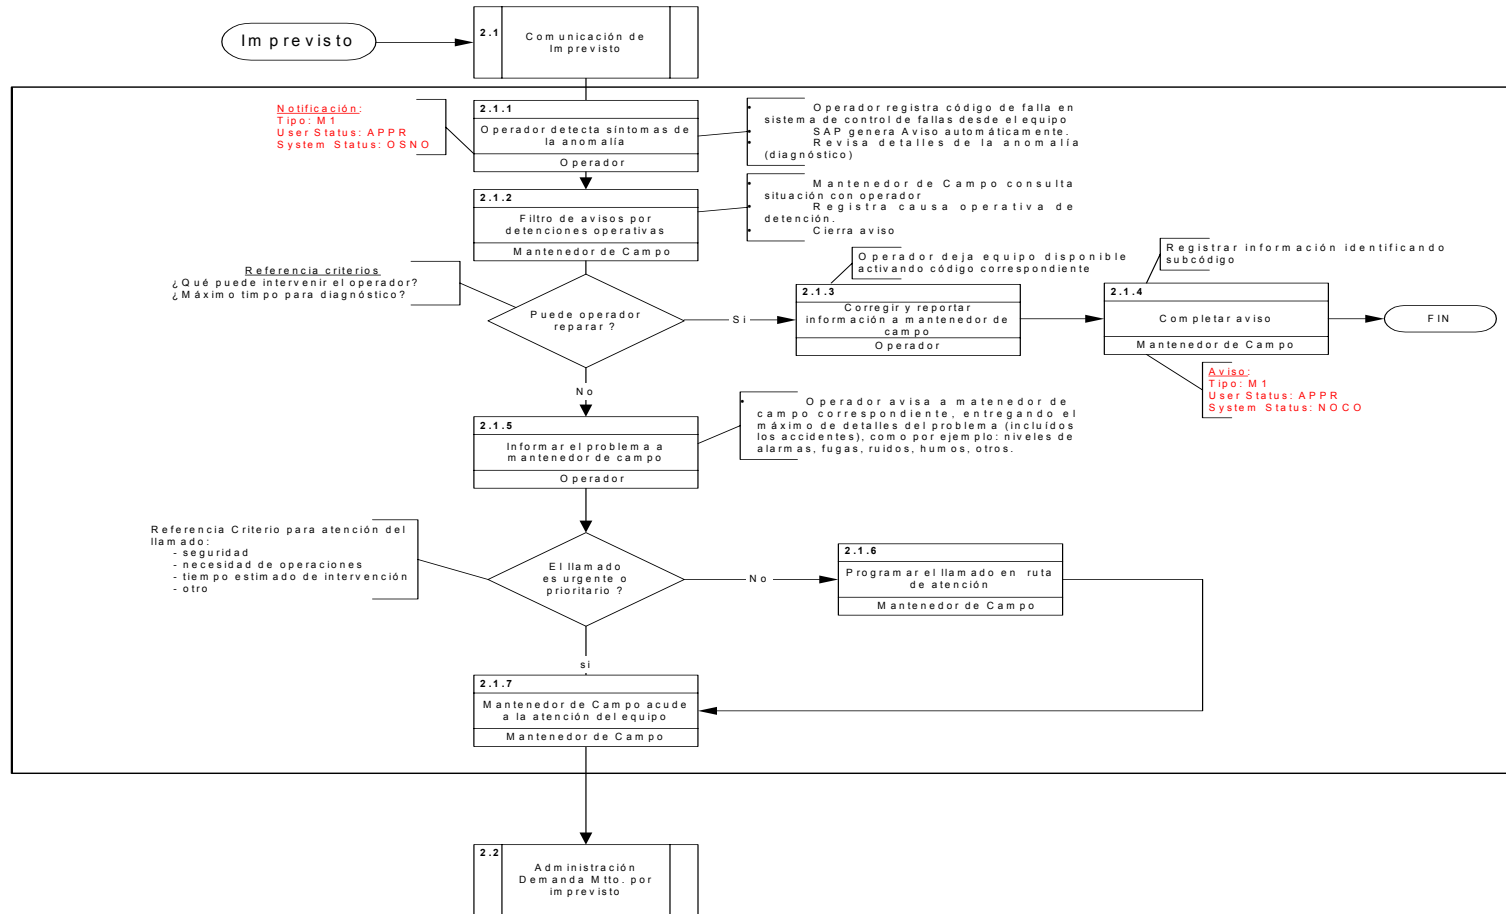 Imprevisto
2.1
Comunicación de
Imprevisto
Notificación:
Tipo: M1
User Status: APPR
System Status: OSNO
2.1.1
Operador detecta síntomas de
la anomalía
Operador
• Operador registra código de falla en
sistema de control de fallas desde el equipo
• SAP genera Aviso automáticamente.
• Revisa detalles de la anomalía
(diagnóstico)
2.1.2
Filtro de avisos por
detenciones operativas
Mantenedor de Campo
• Mantenedor de Campo consulta
situación con operador
• Registra causa operativa de
detención.
• Cierra aviso
Referencia criterios
¿Qué puede intervenir el operador?
¿Máximo timpo para diagnóstico?
Puede operador
reparar ?
Si
Operador deja equipo disponible
activando código correspondiente
2.1.3
Corregir y reportar
información a mantenedor de
campo
Operador
Registrar información identificando
subcódigo
2.1.4
Completar aviso
Mantenedor de Campo
FIN
Aviso:
Tipo: M1
User Status: APPR
System Status: NOCO
No
2.1.5
Informar el problema a
mantenedor de campo
Operador
• Operador avisa a matenedor de
campo correspondiente, entregando el
máximo de detalles del problema (incluídos
los accidentes), como por ejemplo: niveles de
alarmas, fugas, ruidos, humos, otros.
Referencia Criterio para atención del
llamado:
- seguridad
- necesidad de operaciones
- tiempo estimado de intervención
- otro
El llamado
es urgente o
prioritario ?
No
2.1.6
Programar el llamado en ruta
de atención
Mantenedor de Campo
si
2.1.7
Mantenedor de Campo acude
a la atención del equipo
Mantenedor de Campo
2.2
Administración
Demanda Mtto. por
imprevisto